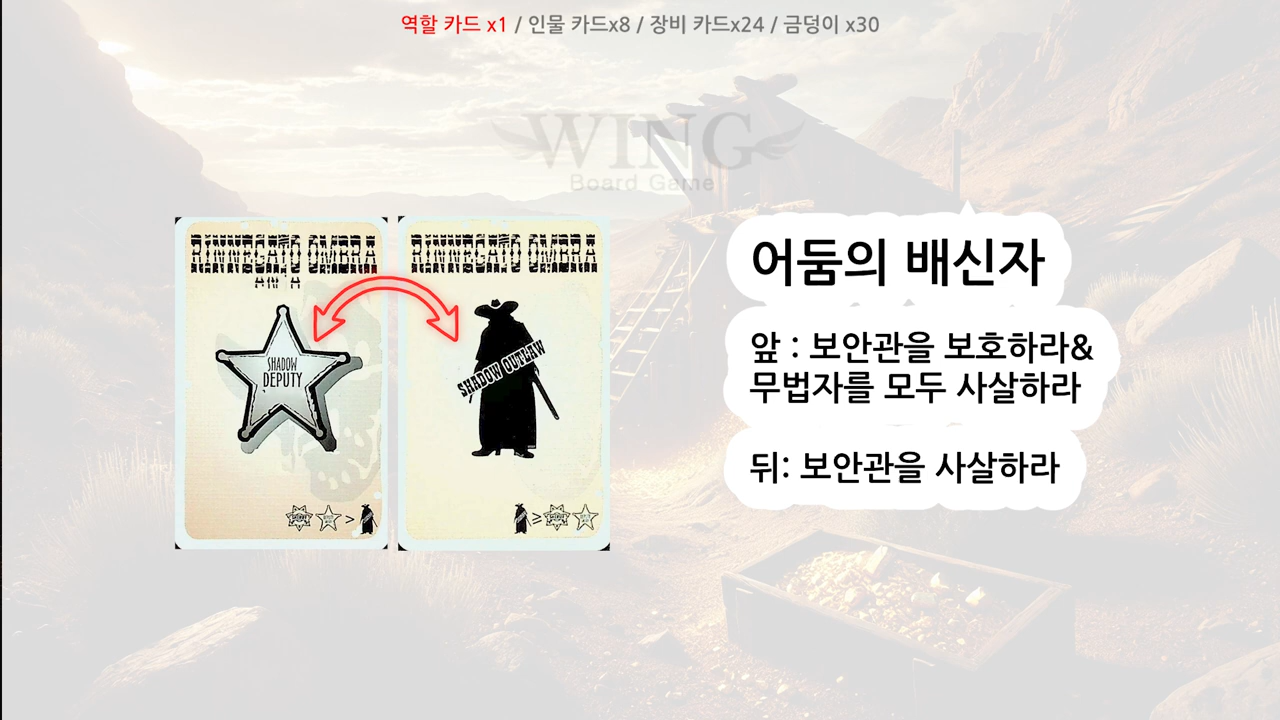 역할 카드 x1 / 인물 카드x8 / 장비 카드x24 / 금덩이 x30
WING
Board Game
RINNEGATO OMBRA
RINNEGATO OMBRA
어둠의 배신자
SHADOW
DEPUTY
SHADOW OUTLAW
앞 : 보안관을 보호하라&
무법자를 모두 사살하라
뒤: 보안관을 사살하라